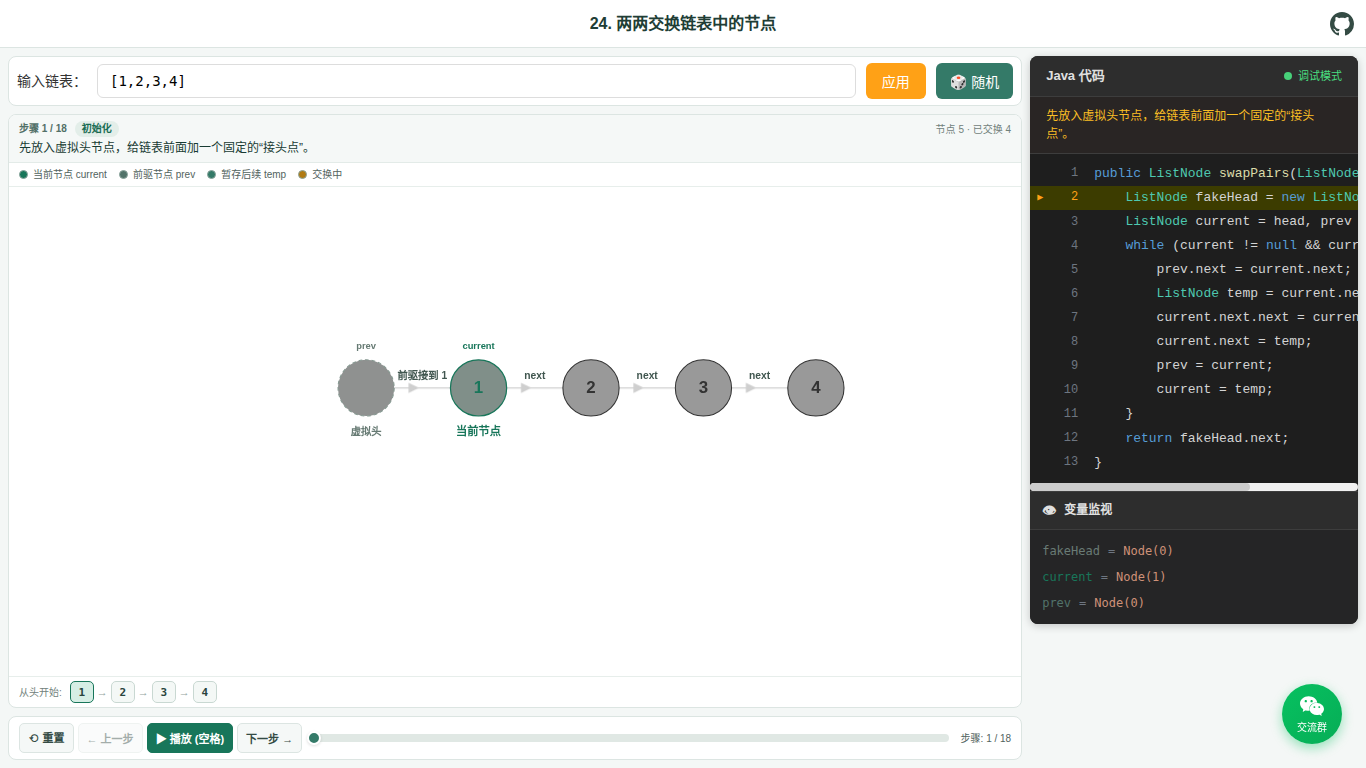 24. 两两交换链表中的节点
输入链表：
[1,2,3,4]
应用
🎲 随机
步骤 1 / 18 初始化
节点 5 · 已交换 4
先放入虚拟头节点，给链表前面加一个固定的“接头点”。
当前节点 current 前驱节点 prev 暂存后续 temp 交换中
prev
current
前驱接到 1
next
next
next
1
2
3
4
虚拟头
当前节点
从头开始: 1 → 2 → 3 → 4
⟲ 重置
← 上一步
▶ 播放 (空格)
下一步 →
步骤: 1 / 18
Java 代码
调试模式
先放入虚拟头节点，给链表前面加一个固定的“接头
点”。
1 public ListNode swapPairs(ListNode
▶ 2 ListNode fakeHead = new ListNo
3 ListNode current = head, prev
4 while (current != null && curr
5 prev.next = current.next;
6 ListNode temp = current.ne
7 current.next.next = curren
8 current.next = temp;
9 prev = current;
10 current = temp;
11 }
12 return fakeHead.next;
13 }
变量监视
fakeHead = Node(0)
current = Node(1)
prev = Node(0)
交流群